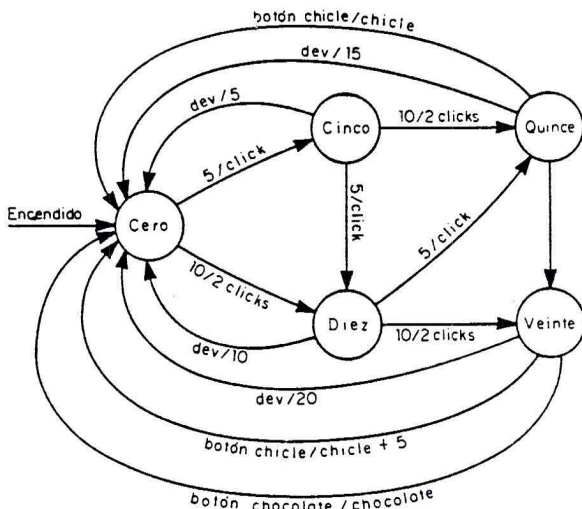 botón chicle/chicle
dev/15
dev/5
Cinco
10/2 clicks
Quince
5/click
5/click
5/click
Encendido
Cero
10/2 clicks
Diez
10/2 clicks
Veinte
dev/10
dev/20
botón chicle/chicle + 5
botón chocolate/chocolate